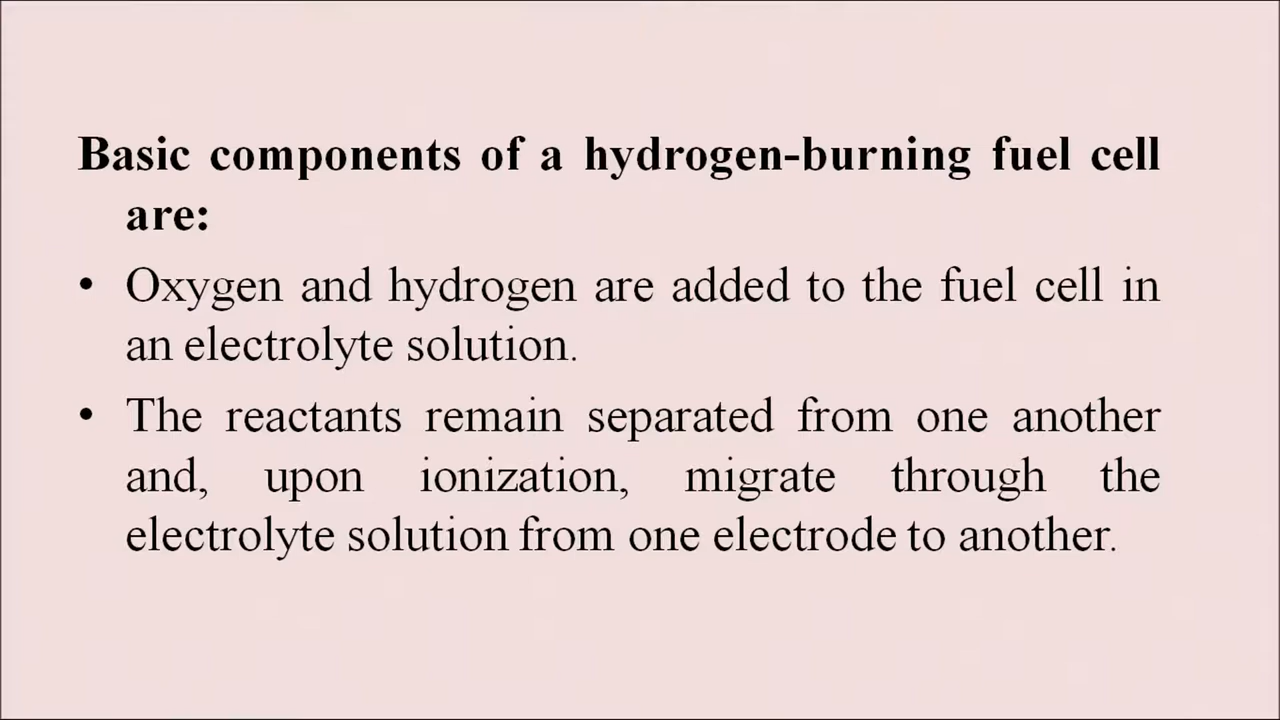 Basic components of a hydrogen-burning fuel cell
are:
• Oxygen and hydrogen are added to the fuel cell in
an electrolyte solution.
• The reactants remain separated from one another
and, upon ionization, migrate through the
electrolyte solution from one electrode to another.